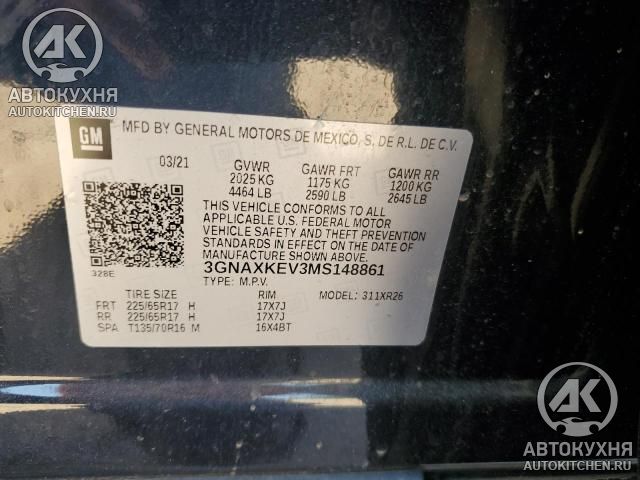 AK
АВТОКУХНЯ
AUTOKITCHEN.RU
GM
MFD BY GENERAL MOTORS DE MEXICO, S. DE R.L. DE C.V.
03/21 GVWR GAWR FRT GAWR RR
2025 KG 1175 KG 1200 KG
4464 LB 2590 LB 2645 LB
THIS VEHICLE CONFORMS TO ALL
APPLICABLE U.S. FEDERAL MOTOR
VEHICLE SAFETY AND THEFT PREVENTION
STANDARDS IN EFFECT ON THE DATE
OF MANUFACTURE SHOWN ABOVE.
328E
3GNAXKEV3MS148861
TYPE: M.P.V.
TIRE SIZE RIM MODEL: 311XR26
FRT 225/65R17 H 17X7J
RR 225/65R17 H 17X7J
SPA T135/70R16 M 16X4BT
AK
АВТОКУХНЯ
AUTOKITCHEN.RU